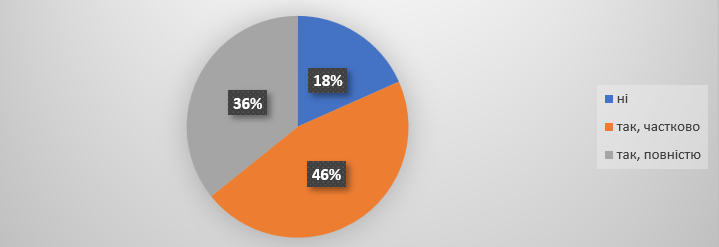 18%
36%
46%
ні
так, частково
так, повністю